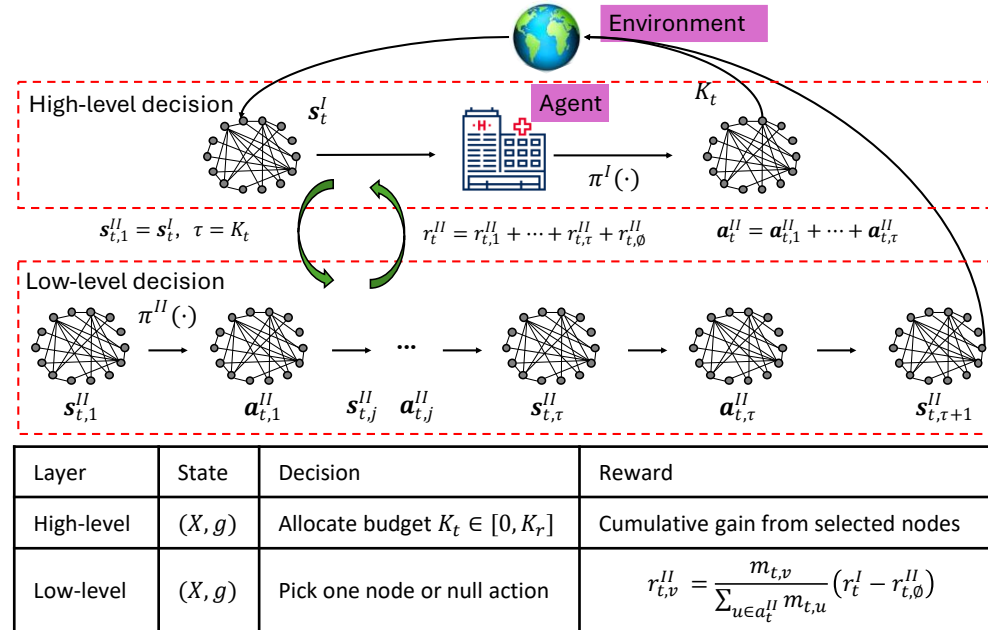 Environment
High-level decision
s_t^I
Agent
K_t
H
π^I(·)
s_{t,1}^{II} = s_t^I, τ = K_t
r_t^{II} = r_{t,1}^{II} + ⋯ + r_{t,τ}^{II} + r_{t,∅}^{II}
a_t^{II} = a_{t,1}^{II} + ⋯ + a_{t,τ}^{II}
Low-level decision
π^{II}(·)
...
s_{t,1}^{II} a_{t,1}^{II} s_{t,j}^{II} a_{t,j}^{II} s_{t,τ}^{II} a_{t,τ}^{II} s_{t,τ+1}^{II}
Layer State Decision Reward
High-level (X, g) Allocate budget K_t ∈ [0, K_r] Cumulative gain from selected nodes
Low-level (X, g) Pick one node or null action r_{t,v}^{II} = \frac{m_{t,v}}{\sum_{u∈a_t^{II}} m_{t,u}} (r_t^I − r_{t,∅}^{II})